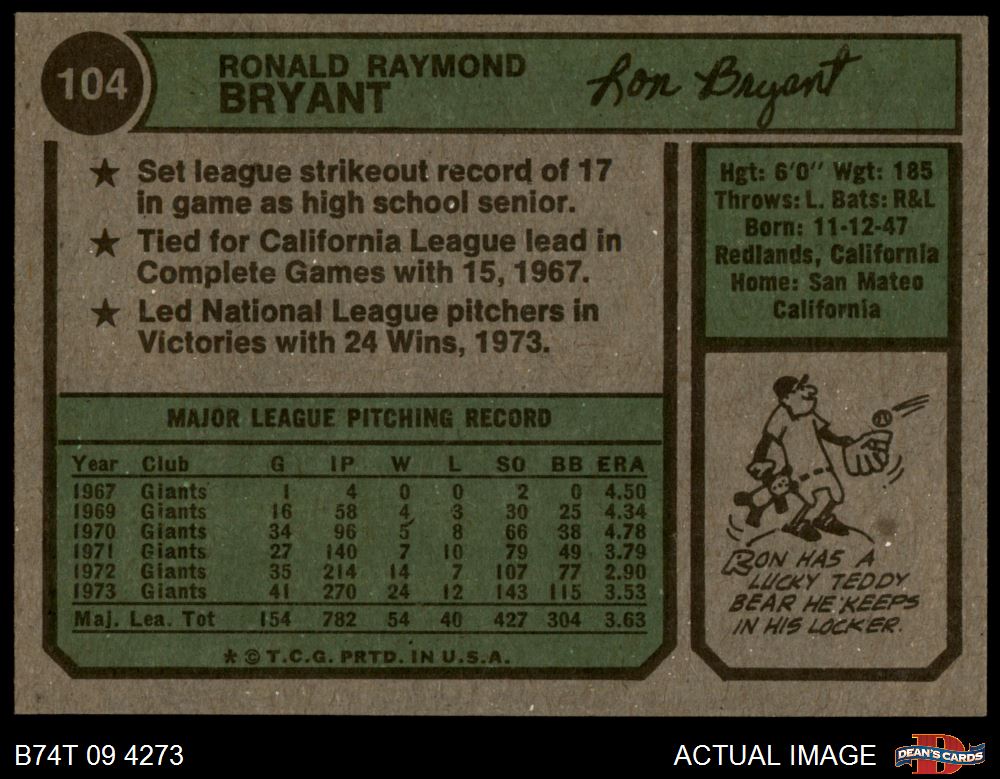 104
RONALD RAYMOND
BRYANT
Ron Bryant
★ Set league strikeout record of 17
in game as high school senior.
★ Tied for California League lead in
Complete Games with 15, 1967.
★ Led National League pitchers in
Victories with 24 Wins, 1973.
Hgt: 6'0" Wgt: 185
Throws: L. Bats: R&L
Born: 11-12-47
Redlands, California
Home: San Mateo
California
MAJOR LEAGUE PITCHING RECORD
Year Club G IP W L SO BB ERA
1967 Giants 1 4 0 0 2 0 4.50
1969 Giants 16 58 4 3 30 25 4.34
1970 Giants 34 96 5 8 66 38 4.78
1971 Giants 27 140 7 10 79 49 3.79
1972 Giants 35 214 14 7 107 77 2.90
1973 Giants 41 270 24 12 143 115 3.53
Maj. Lea. Tot 154 782 54 40 427 304 3.63
* © T.C.G. PRTD. IN U.S.A.
RON HAS A
LUCKY TEDDY
BEAR HE KEEPS
IN HIS LOCKER.
B74T 09 4273
ACTUAL IMAGE
DEAN'S CARDS